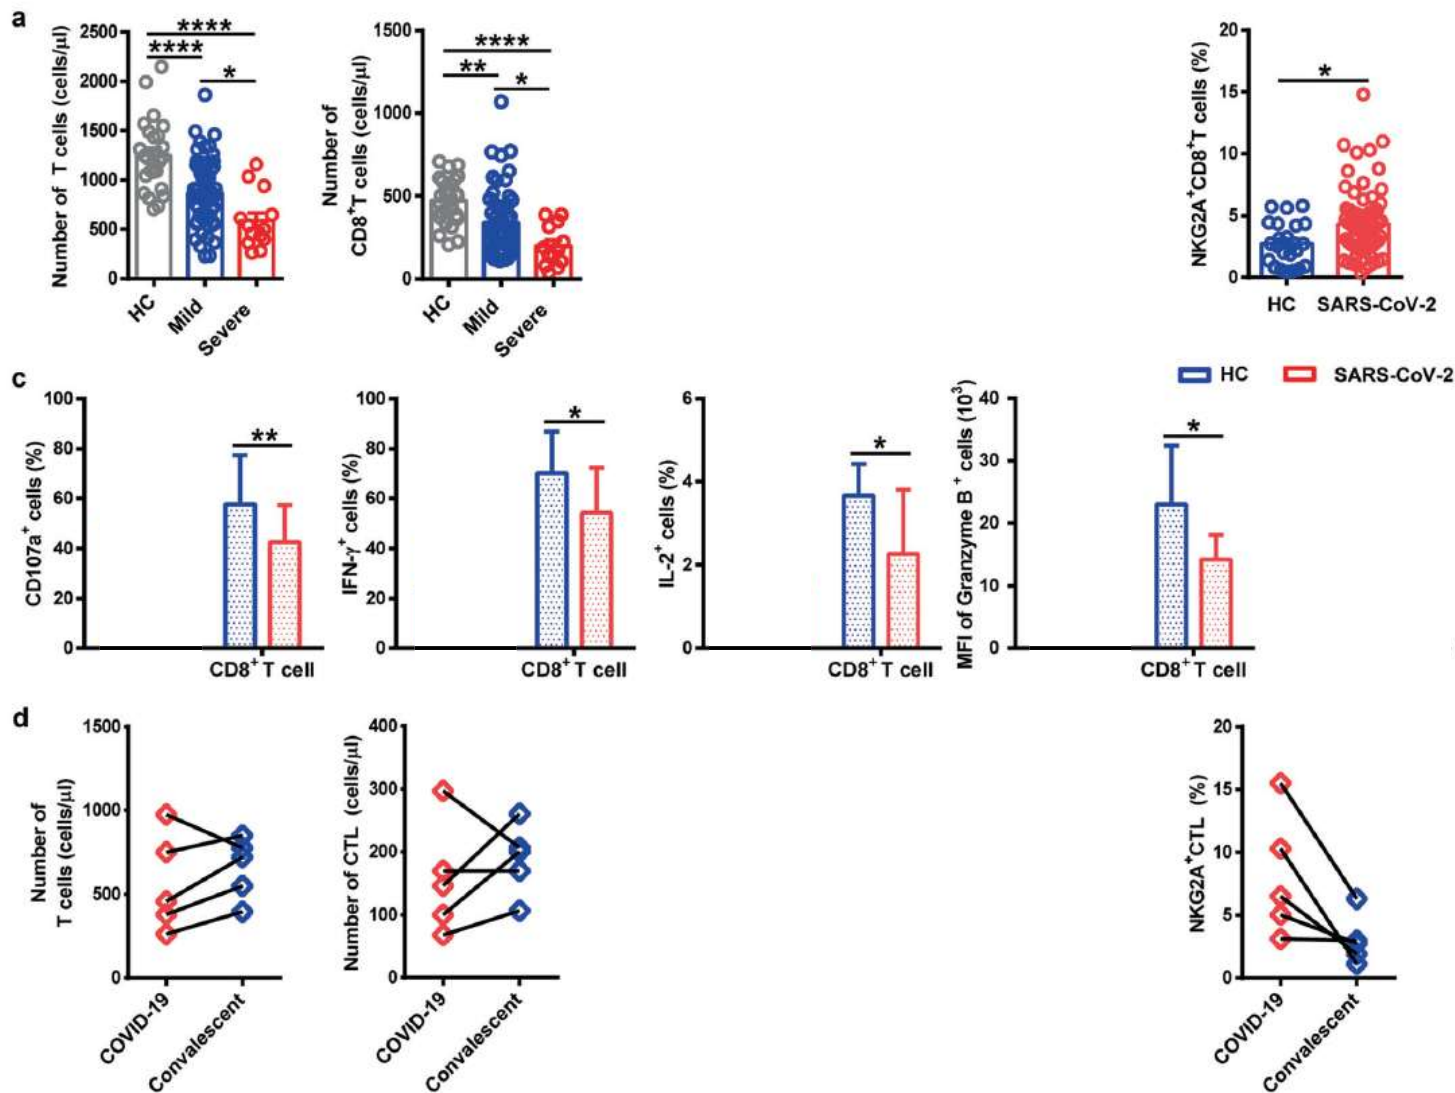 a
Number of T cells (cells/µl)
2500
2000
1500
1000
500
0
****
****
*
HC
Mild
Severe
Number of
CD8⁺T cells (cells/µl)
1500
1000
500
0
****
**
*
HC
Mild
Severe
NKG2A⁺CD8⁺T cells (%)
20
15
10
5
0
*
HC
SARS-CoV-2
c
HC
SARS-CoV-2
CD107a⁺ cells (%)
100
80
60
40
20
0
**
CD8⁺ T cell
IFN-γ⁺ cells (%)
100
80
60
40
20
0
*
CD8⁺ T cell
IL-2⁺ cells (%)
6
4
2
0
*
CD8⁺ T cell
MFI of Granzyme B⁺ cells (10³)
40
30
20
10
0
*
CD8⁺ T cell
d
Number of
T cells (cells/µl)
1500
1000
500
0
COVID-19
Convalescent
Number of CTL (cells/µl)
400
300
200
100
0
COVID-19
Convalescent
NKG2A⁺CTL (%)
20
15
10
5
0
COVID-19
Convalescent